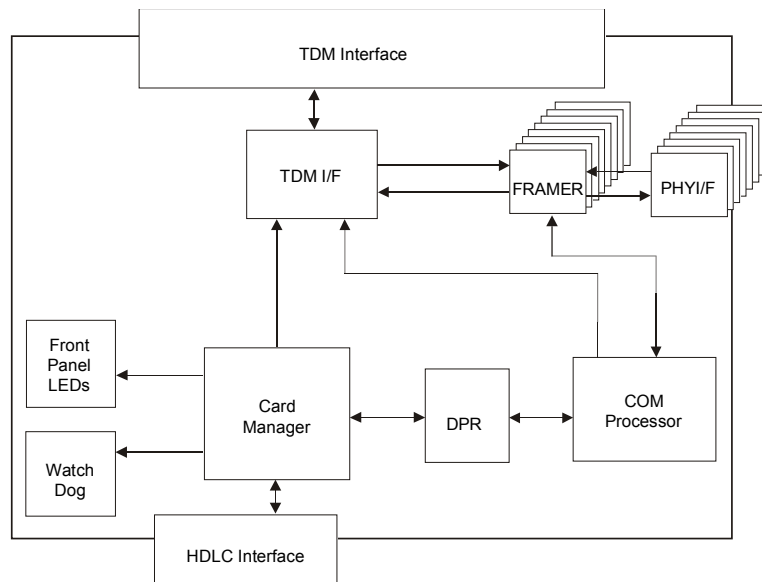 TDM Interface
TDM I/F
FRAMER
PHYI/F
Front
Panel
LEDs
Card
Manager
DPR
COM
Processor
Watch
Dog
HDLC Interface